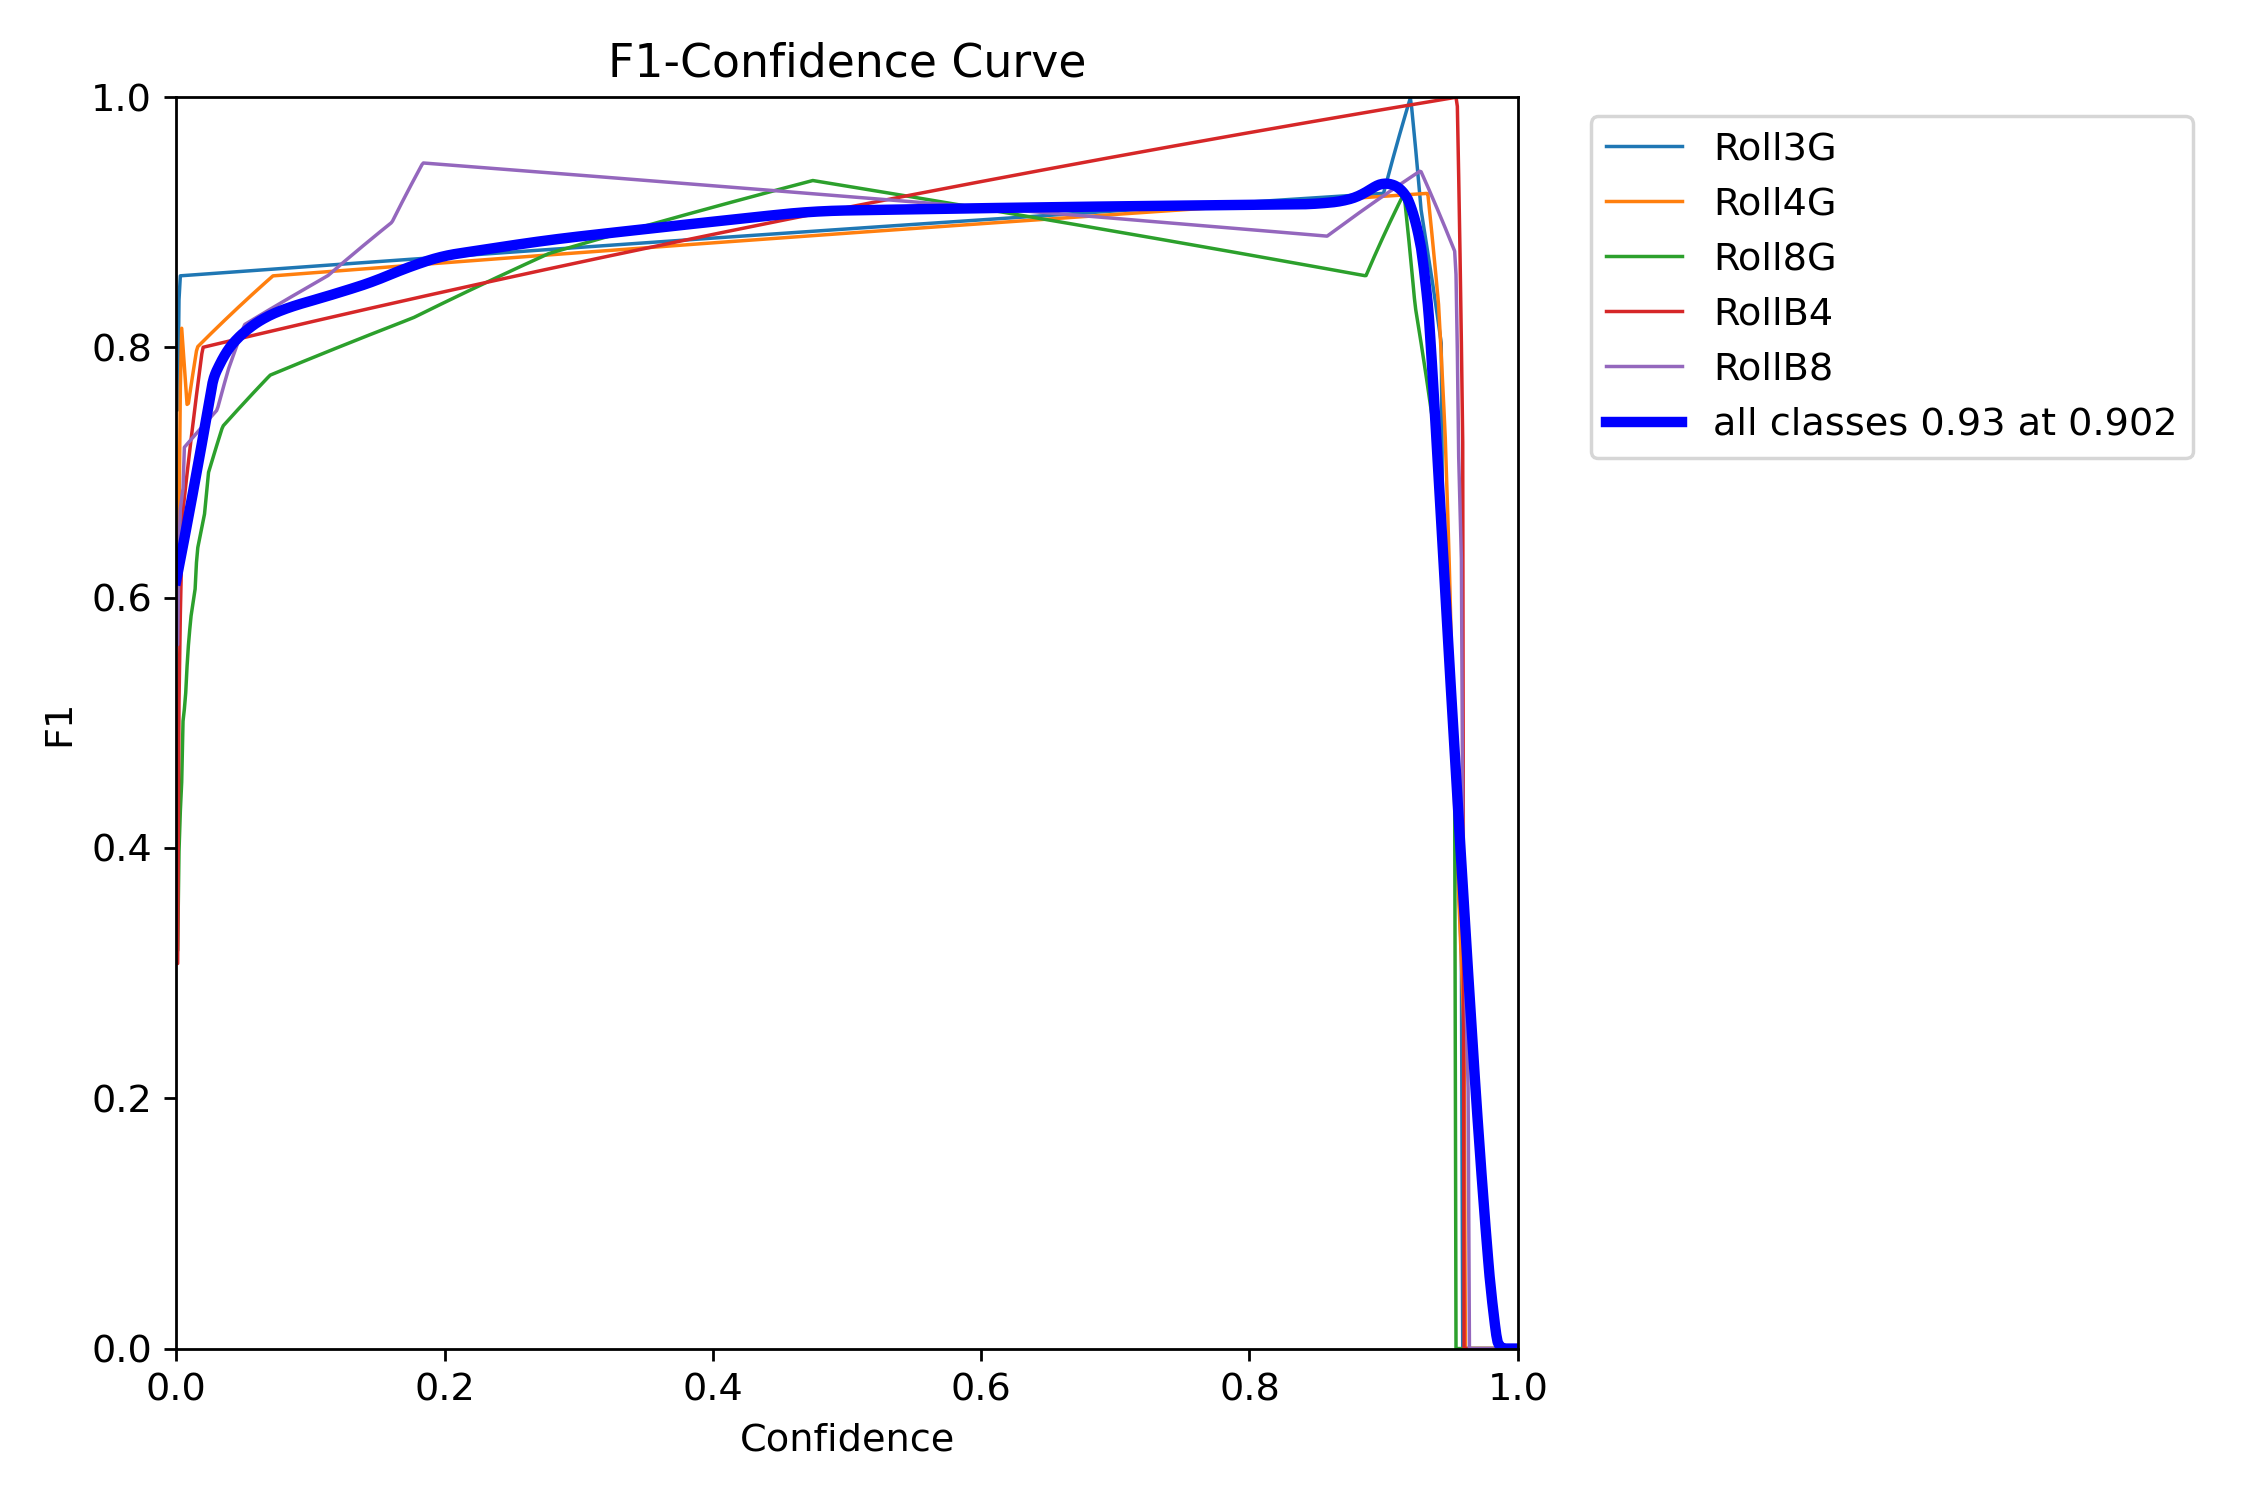 F1-Confidence Curve
1.0
0.8
0.6
0.4
0.2
0.0
F1
0.0 0.2 0.4 0.6 0.8 1.0
Confidence
Roll3G
Roll4G
Roll8G
RollB4
RollB8
all classes 0.93 at 0.902